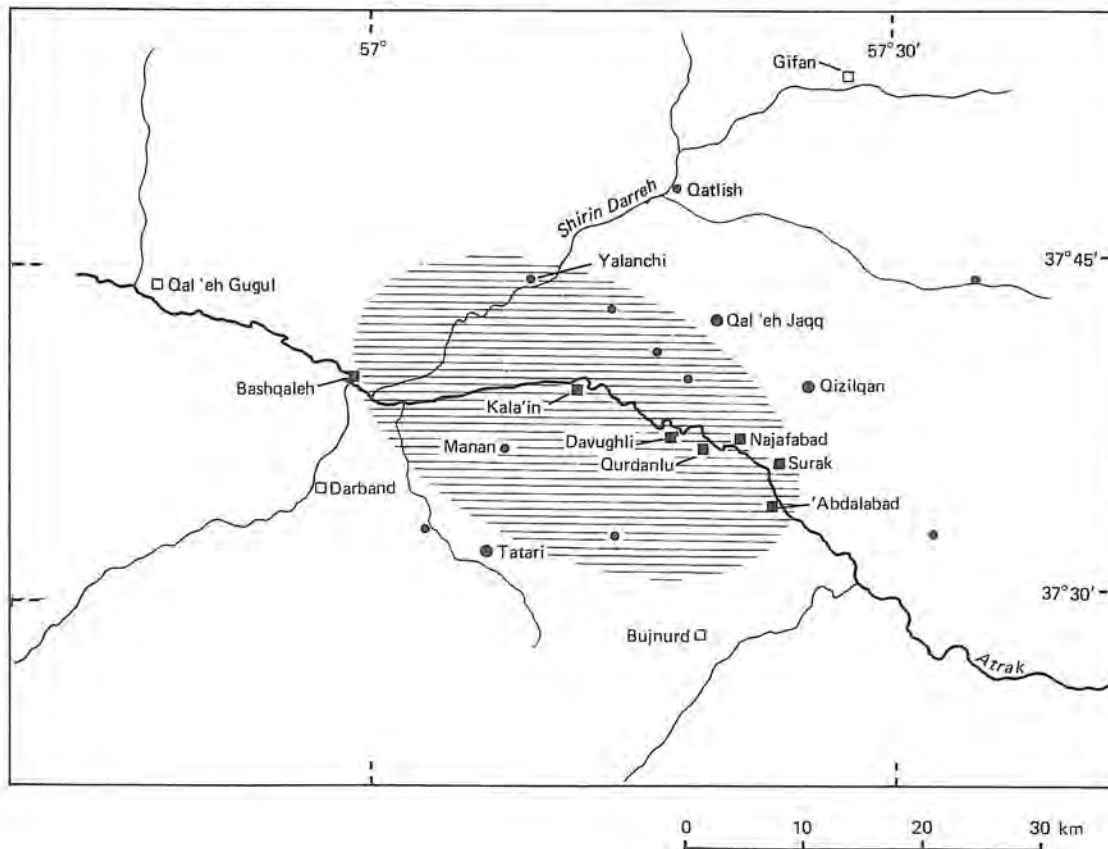 57°
57°30′
Gifan
Qatlish
Shirin Darreh
37°45′
Yalanchi
Qal 'eh Gugul
Qal 'eh Jaqq
Bashqaleh
Qizilqan
Kala'in
Manan
Davughli
Najafabad
Qurdanlu
Surak
Darband
'Abdalabad
Tatari
37°30′
Bujnurd
Atrak
0 10 20 30 km